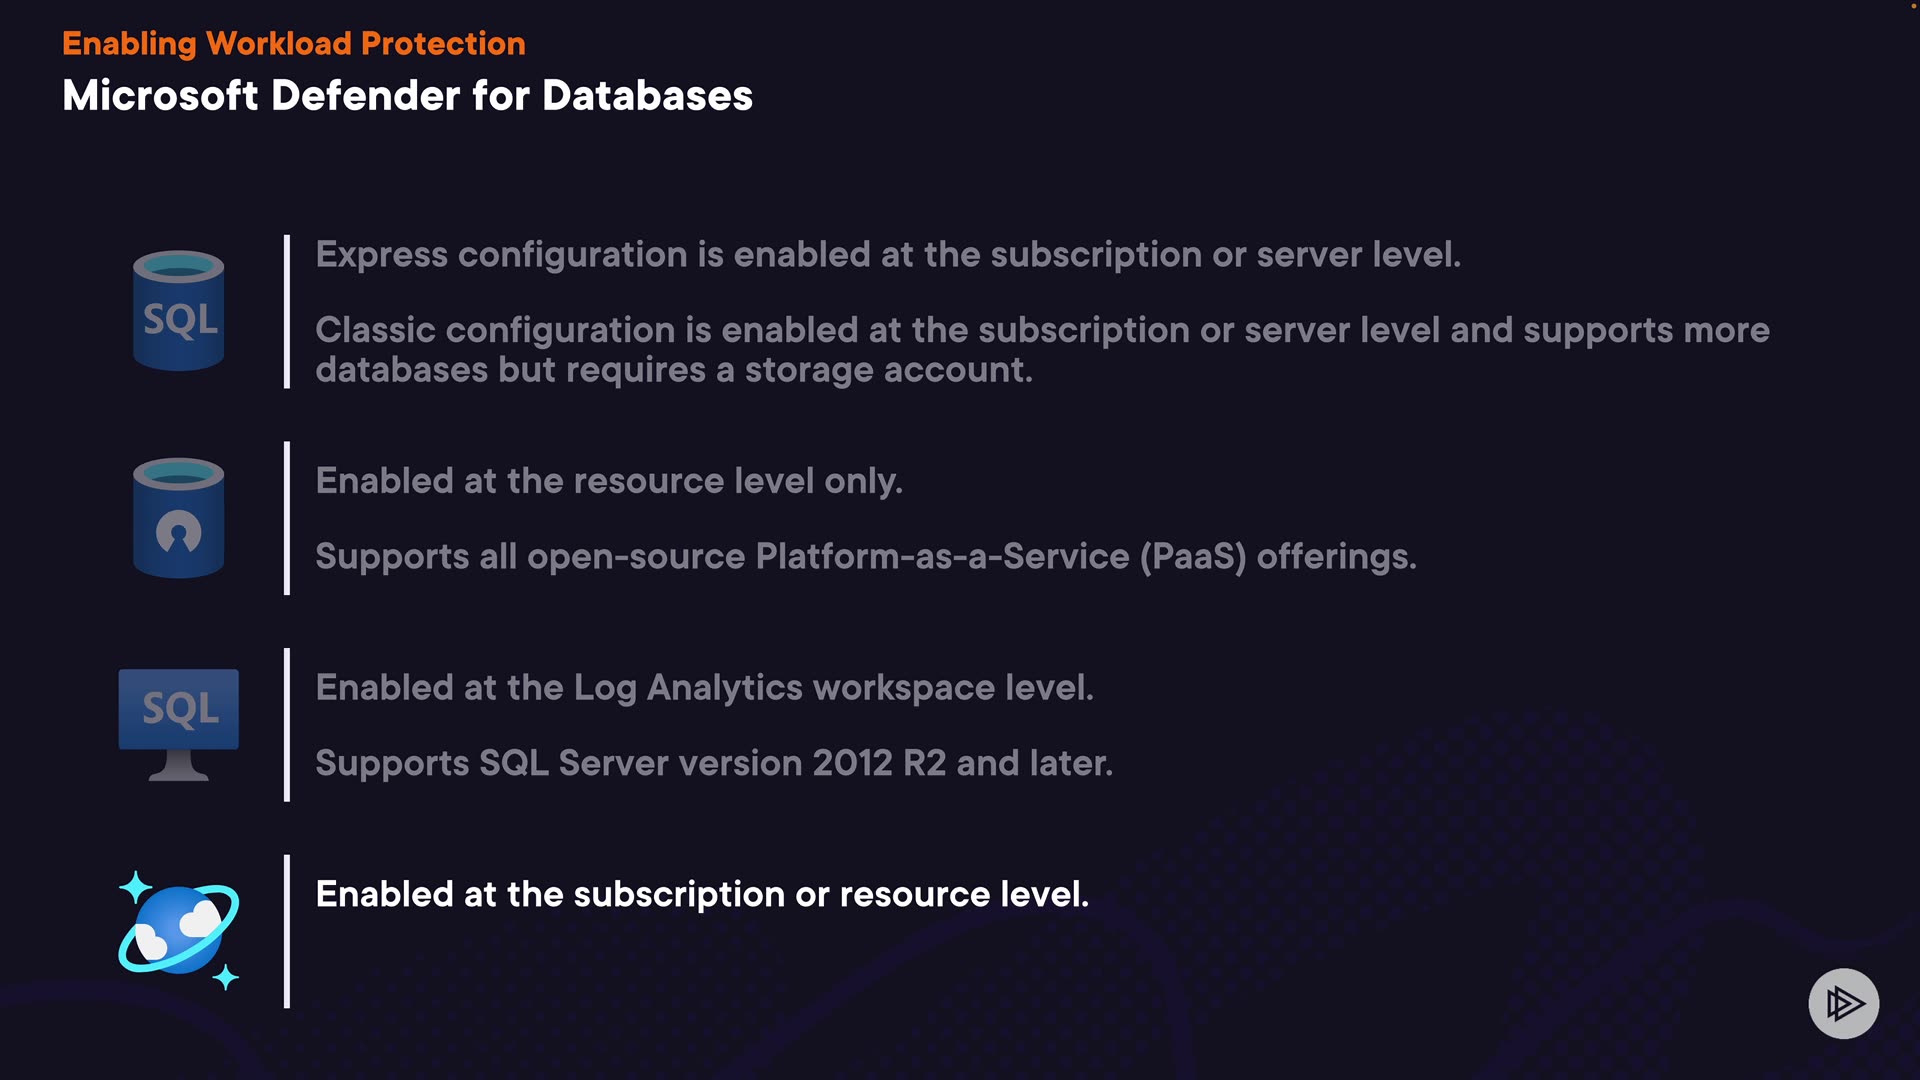 Enabling Workload Protection
Microsoft Defender for Databases
SQL
Express configuration is enabled at the subscription or server level.
Classic configuration is enabled at the subscription or server level and supports more
databases but requires a storage account.
Enabled at the resource level only.
Supports all open-source Platform-as-a-Service (PaaS) offerings.
SQL
Enabled at the Log Analytics workspace level.
Supports SQL Server version 2012 R2 and later.
Enabled at the subscription or resource level.